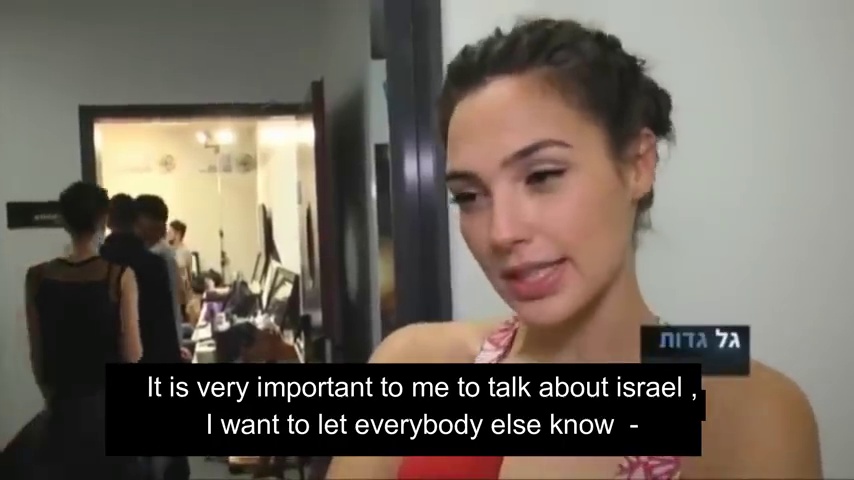 גל גדות
It is very important to me to talk about israel ,
I want to let everybody else know -